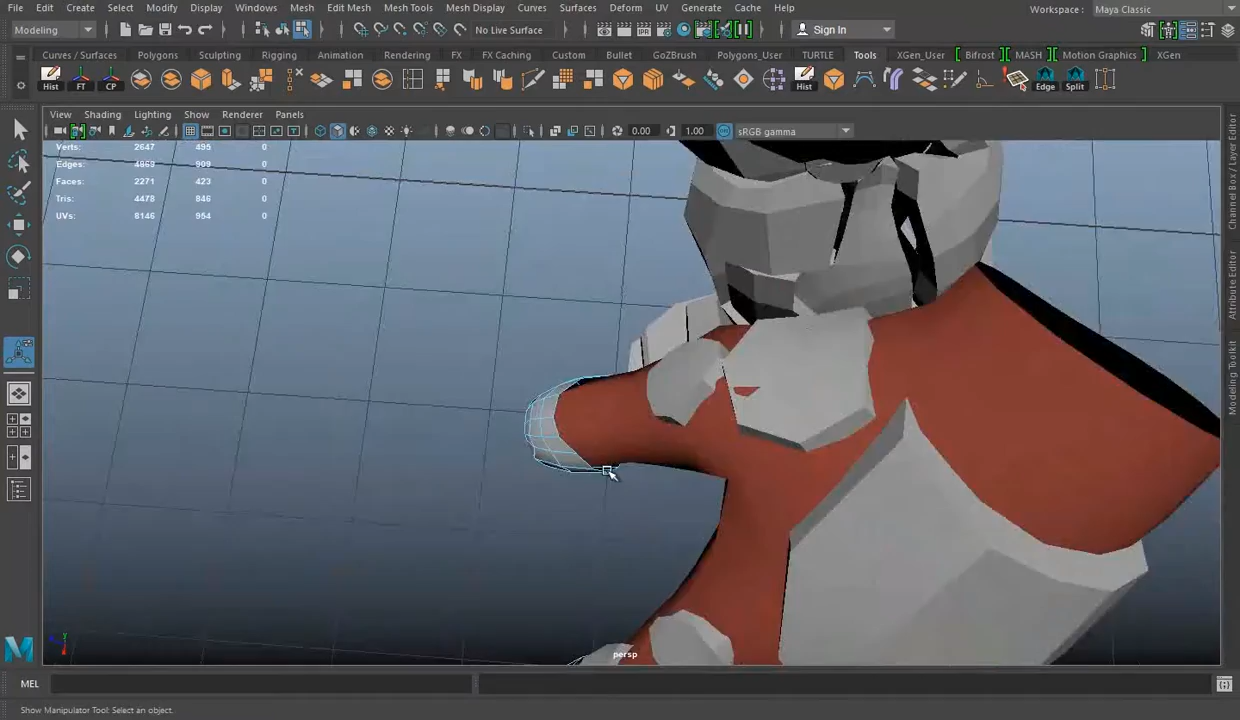 File Edit Create Select Modify Display Windows Mesh Edit Mesh Mesh Tools Mesh Display Curves Surfaces Deform UV Generate Cache Help Workspace : Maya Classic
Modeling No Live Surface Sign In
Curves / Surfaces Polygons Sculpting Rigging Animation Rendering FX FX Caching Custom Bullet GoZBrush Polygons_User TURTLE Tools XGen_User Bifrost MASH Motion Graphics XGen
Hist FT CP Hist Edge Split
View Shading Lighting Show Renderer Panels
0.00 1.00 sRGB gamma
Verts: 2647 495 0
Edges: 4869 909 0
Faces: 2271 423 0
Tris: 4478 846 0
UVs: 8146 954 0
Channel Box / Layer Editor
Attribute Editor
Modeling Toolkit
persp
MEL
Show Manipulator Tool: Select an object.